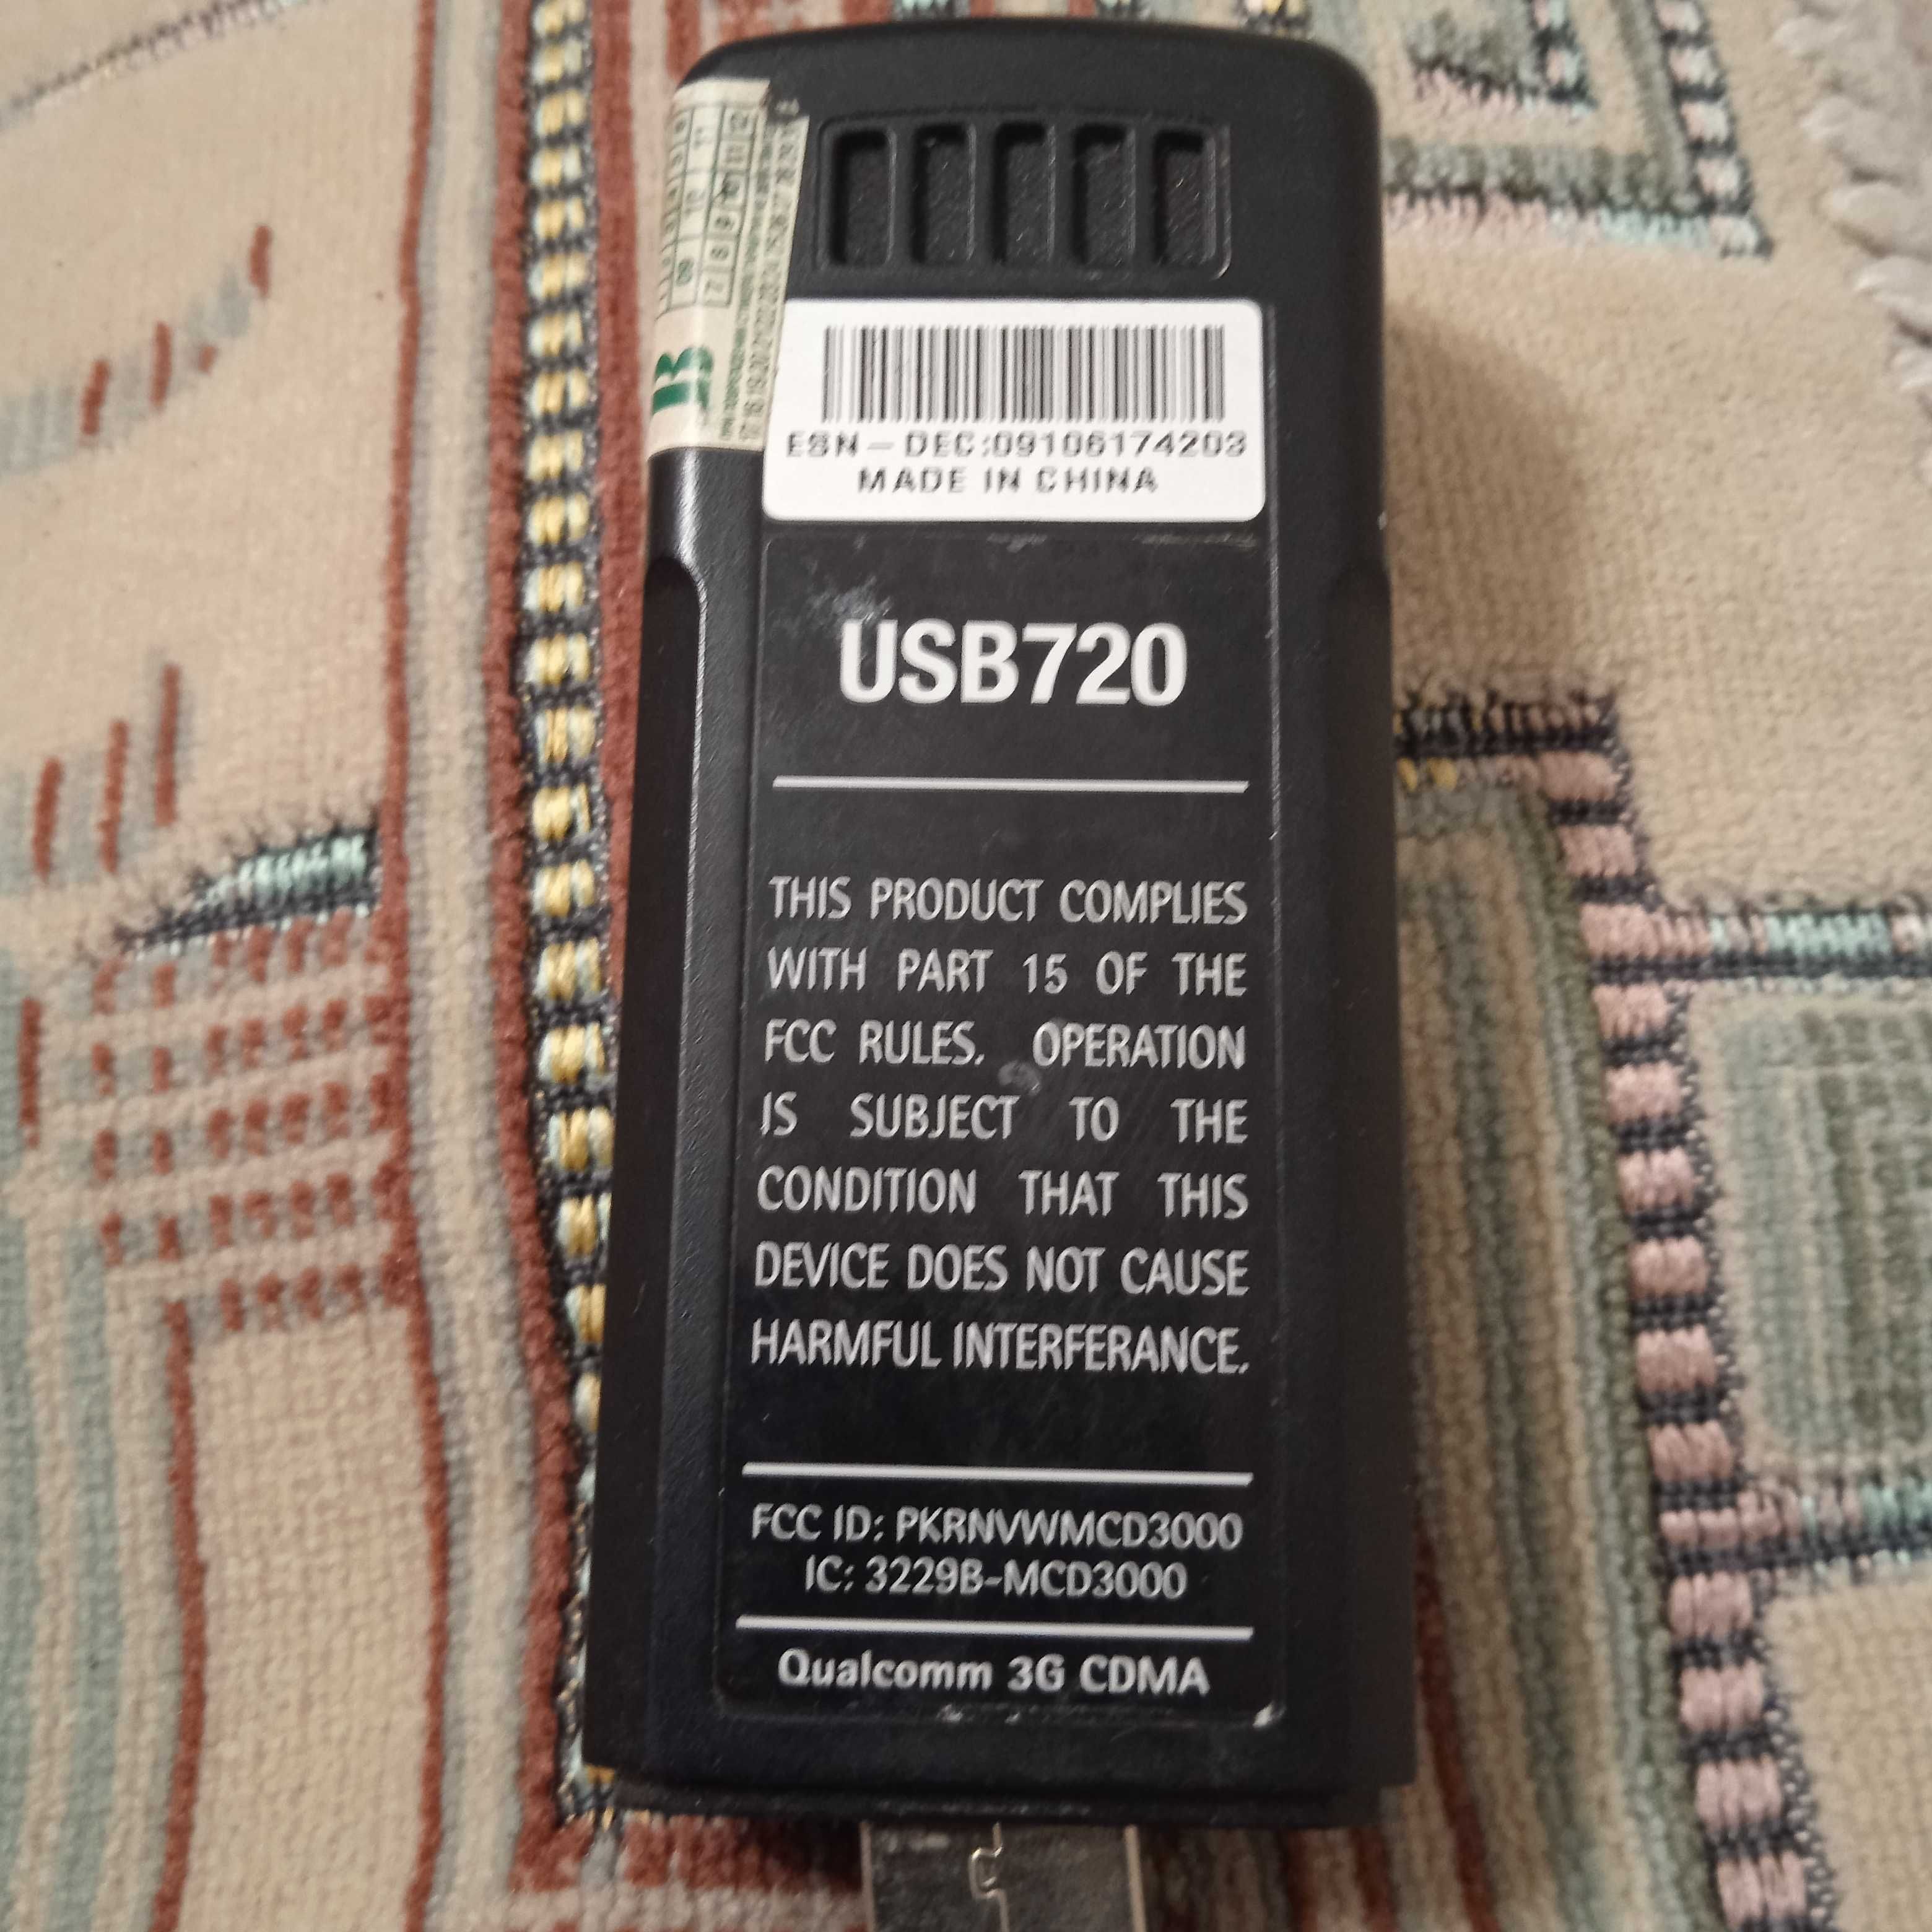 ESN-DEC:09106174203
MADE IN CHINA
USB720
THIS PRODUCT COMPLIES
WITH PART 15 OF THE
FCC RULES. OPERATION
IS SUBJECT TO THE
CONDITION THAT THIS
DEVICE DOES NOT CAUSE
HARMFUL INTERFERANCE.
FCC ID: PKRNVWMCD3000
IC: 3229B-MCD3000
Qualcomm 3G CDMA